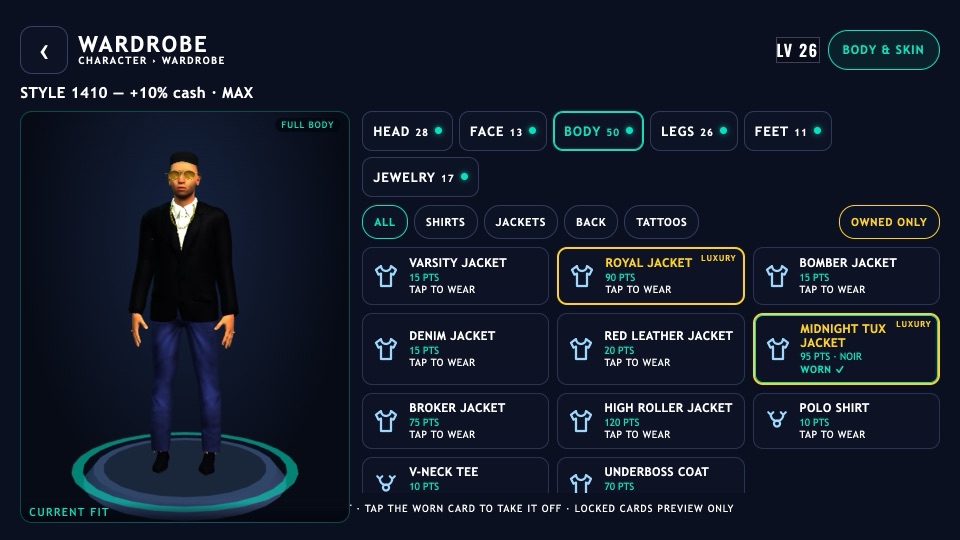 WARDROBE
CHARACTER › WARDROBE
LV 26
BODY & SKIN
STYLE 1410 — +10% cash · MAX
FULL BODY
CURRENT FIT
HEAD 28
FACE 13
BODY 50
LEGS 26
FEET 11
JEWELRY 17
ALL
SHIRTS
JACKETS
BACK
TATTOOS
OWNED ONLY
VARSITY JACKET
15 PTS
TAP TO WEAR
ROYAL JACKET
LUXURY
90 PTS
TAP TO WEAR
BOMBER JACKET
15 PTS
TAP TO WEAR
DENIM JACKET
15 PTS
TAP TO WEAR
RED LEATHER JACKET
20 PTS
TAP TO WEAR
MIDNIGHT TUX
LUXURY
JACKET
95 PTS · NOIR
WORN ✓
BROKER JACKET
75 PTS
TAP TO WEAR
HIGH ROLLER JACKET
120 PTS
TAP TO WEAR
POLO SHIRT
10 PTS
TAP TO WEAR
V-NECK TEE
10 PTS
UNDERBOSS COAT
70 PTS
· TAP THE WORN CARD TO TAKE IT OFF · LOCKED CARDS PREVIEW ONLY